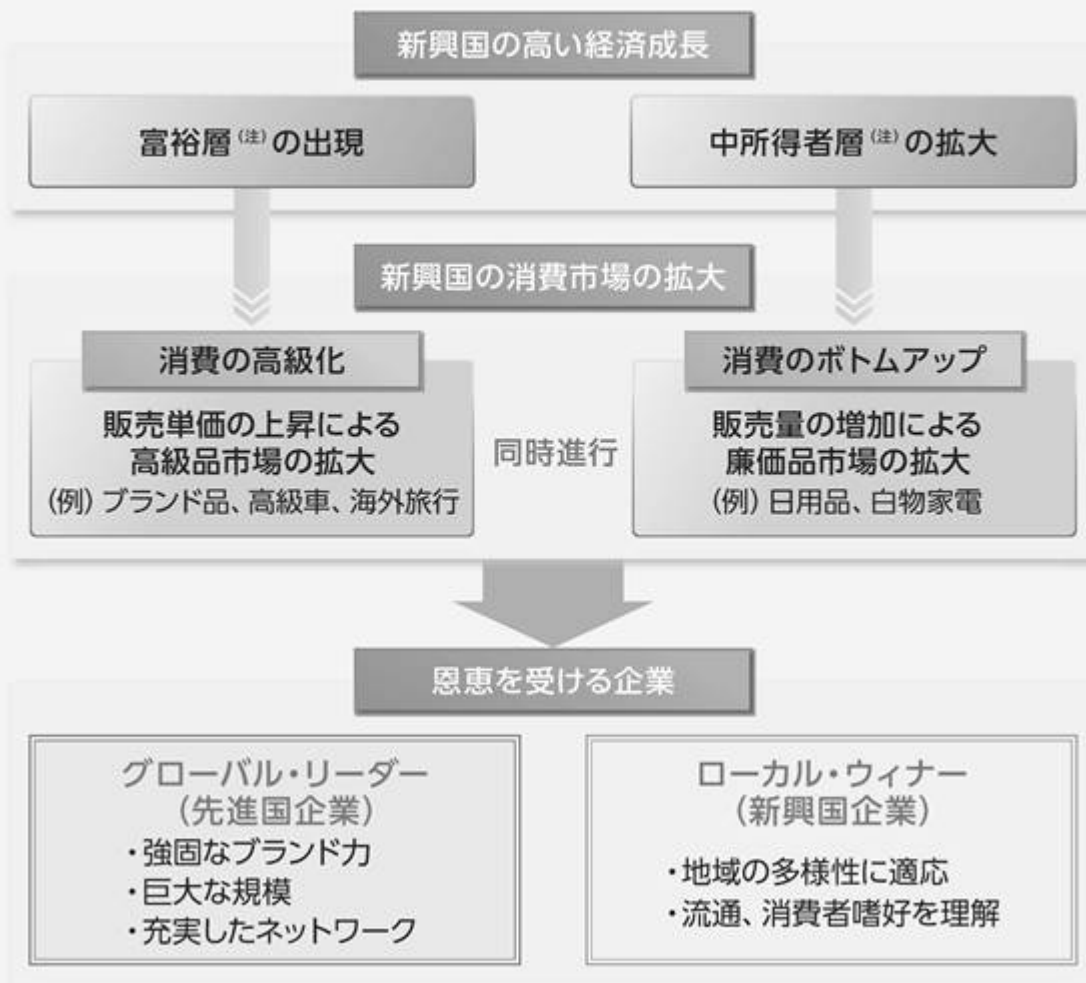 新興国の高い経済成長
富裕層(注)の出現
中所得者層(注)の拡大
新興国の消費市場の拡大
消費の高級化
販売単価の上昇による
高級品市場の拡大
(例)ブランド品、高級車、海外旅行
同時進行
消費のボトムアップ
販売量の増加による
廉価品市場の拡大
(例)日用品、白物家電
恩恵を受ける企業
グローバル・リーダー
(先進国企業)
・強固なブランド力
・巨大な規模
・充実したネットワーク
ローカル・ウィナー
(新興国企業)
・地域の多様性に適応
・流通、消費者嗜好を理解